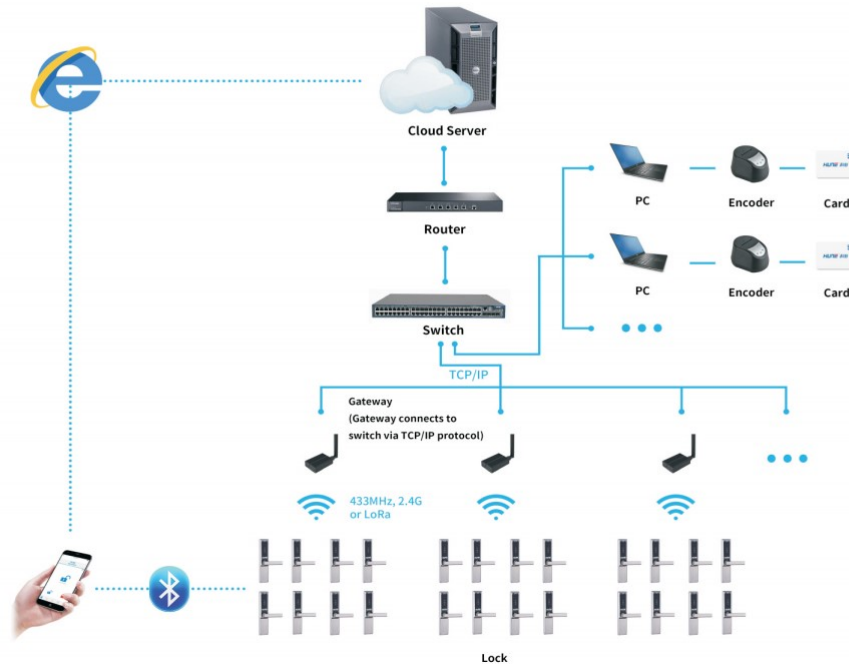 Cloud Server
Router
Switch
TCP/IP
PC
Encoder
Card
PC
Encoder
Card
Gateway
(Gateway connects to
switch via TCP/IP protocol)
433MHz, 2.4G
or LoRa
Lock